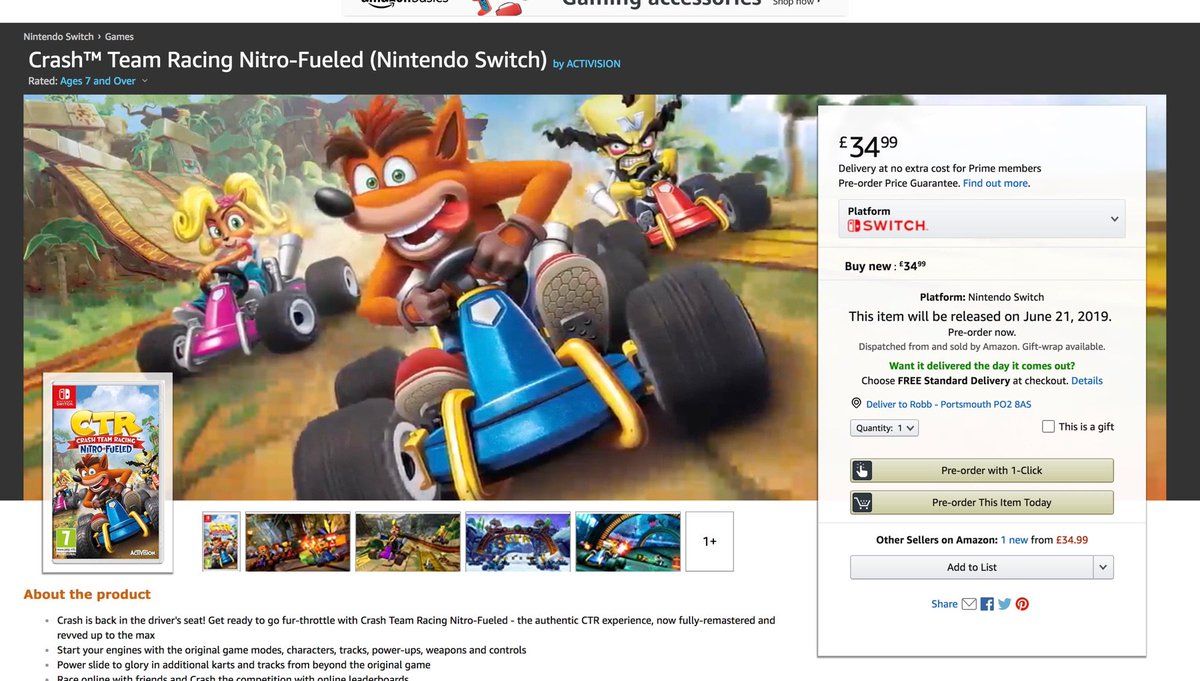 amazonbasics
Gaming accessories
Shop now ›
Nintendo Switch › Games
Crash™ Team Racing Nitro-Fueled (Nintendo Switch) by ACTIVISION
Rated: Ages 7 and Over
N
SWITCH
CTR
CRASH TEAM RACING
NITRO-FUELED
7
ACTIVISION
1+
£34⁹⁹
Delivery at no extra cost for Prime members
Pre-order Price Guarantee. Find out more.
Platform
SWITCH.
Buy new : £34⁹⁹
Platform: Nintendo Switch
This item will be released on June 21, 2019.
Pre-order now.
Dispatched from and sold by Amazon. Gift-wrap available.
Want it delivered the day it comes out?
Choose FREE Standard Delivery at checkout. Details
Deliver to Robb - Portsmouth PO2 8AS
Quantity: 1
This is a gift
Pre-order with 1-Click
Pre-order This Item Today
Other Sellers on Amazon: 1 new from £34.99
Add to List
Share
About the product
Crash is back in the driver's seat! Get ready to go fur-throttle with Crash Team Racing Nitro-Fueled - the authentic CTR experience, now fully-remastered and
revved up to the max
Start your engines with the original game modes, characters, tracks, power-ups, weapons and controls
Power slide to glory in additional karts and tracks from beyond the original game
Race online with friends and Crash the competition with online leaderboards